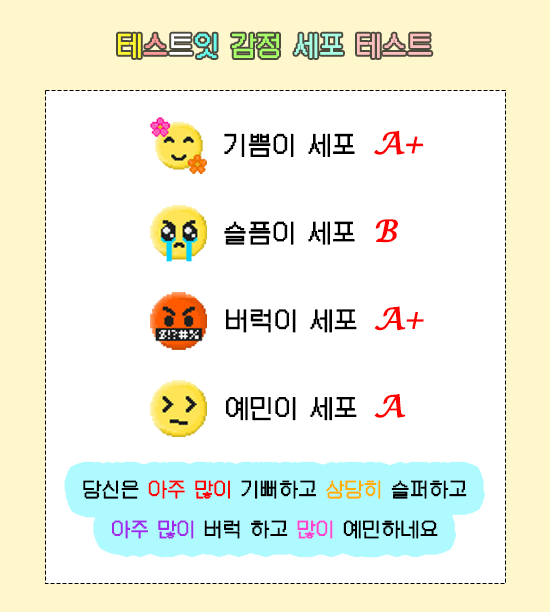 테스트잇 감정 세포 테스트
기쁨이 세포 A+
슬픔이 세포 B
버럭이 세포 A+
$!?#%
예민이 세포 A
당신은 아주 많이 기뻐하고 상당히 슬퍼하고
아주 많이 버럭 하고 많이 예민하네요